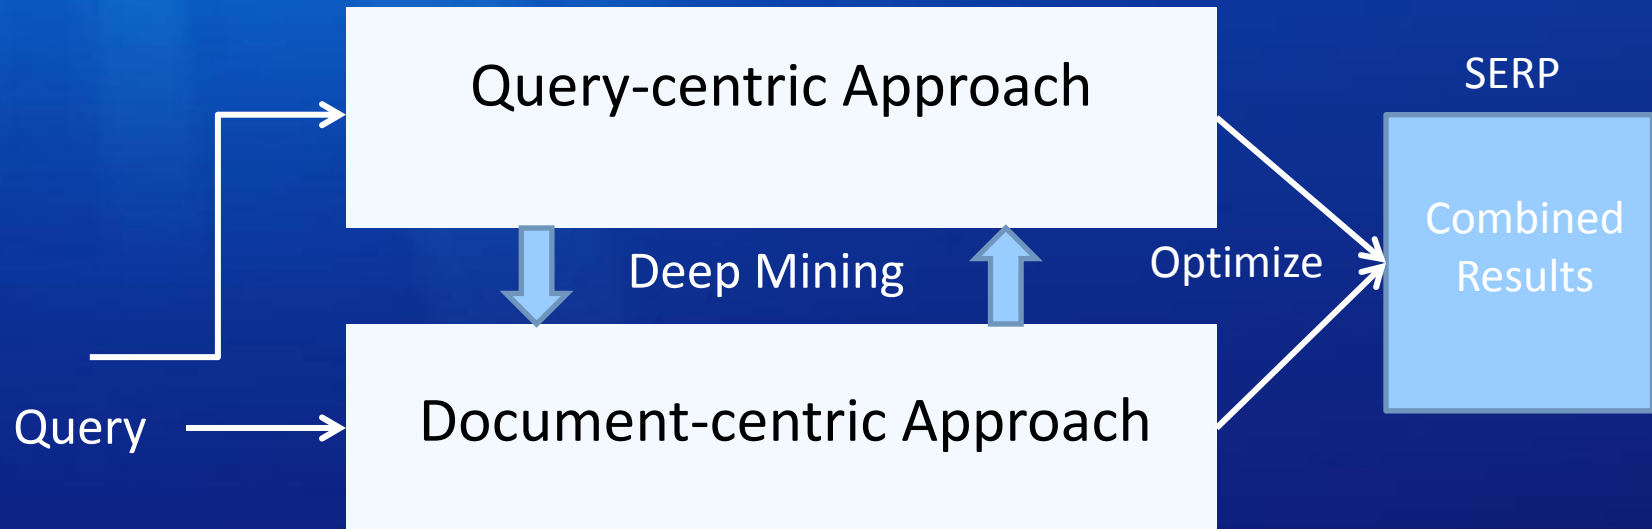 Query-centric Approach
SERP
Combined
Results
Deep Mining
Optimize
Query
Document-centric Approach